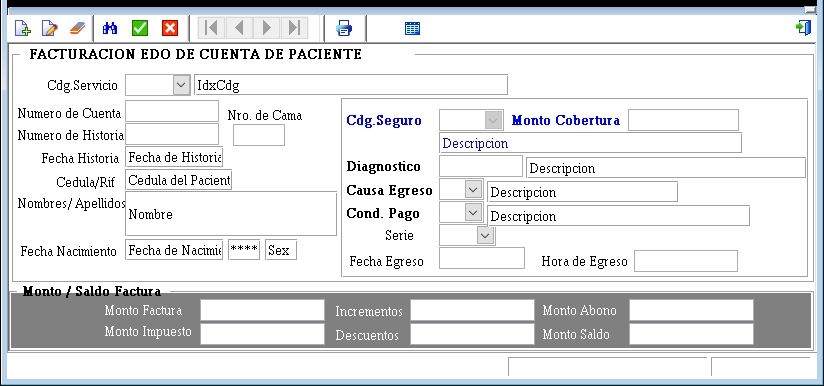 FACTURACION EDO DE CUENTA DE PACIENTE
Cdg.Servicio IdxCdg
Numero de Cuenta Nro. de Cama
Numero de Historia
Fecha Historia Fecha de Historia
Cedula/Rif Cedula del Pacient
Nombres/Apellidos Nombre
Fecha Nacimiento Fecha de Nacimie **** Sex
Cdg.Seguro Monto Cobertura
Descripcion
Diagnostico Descripcion
Causa Egreso Descripcion
Cond. Pago Descripcion
Serie
Fecha Egreso Hora de Egreso
Monto / Saldo Factura
Monto Factura Incrementos Monto Abono
Monto Impuesto Descuentos Monto Saldo